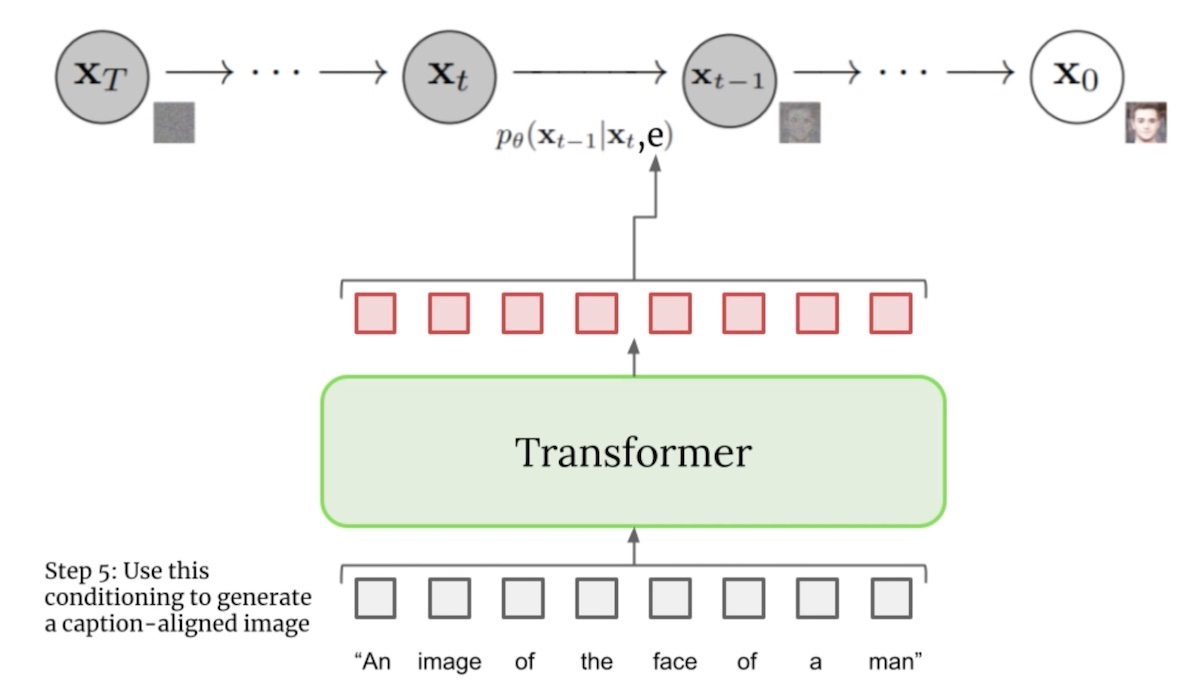 x_T → ··· → x_t → x_{t−1} → ··· → x_0
p_θ(x_{t−1}|x_t,e)
Transformer
Step 5: Use this
conditioning to generate
a caption-aligned image
“An image of the face of a man”